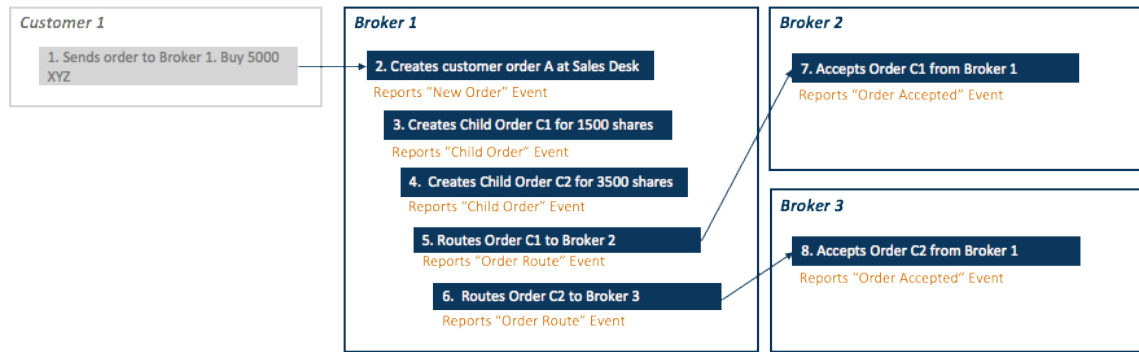 Customer 1
1. Sends order to Broker 1. Buy 5000
XYZ
Broker 1
2. Creates customer order A at Sales Desk
Reports "New Order" Event
3. Creates Child Order C1 for 1500 shares
Reports "Child Order" Event
4. Creates Child Order C2 for 3500 shares
Reports "Child Order" Event
5. Routes Order C1 to Broker 2
Reports "Order Route" Event
6. Routes Order C2 to Broker 3
Reports "Order Route" Event
Broker 2
7. Accepts Order C1 from Broker 1
Reports "Order Accepted" Event
Broker 3
8. Accepts Order C2 from Broker 1
Reports "Order Accepted" Event